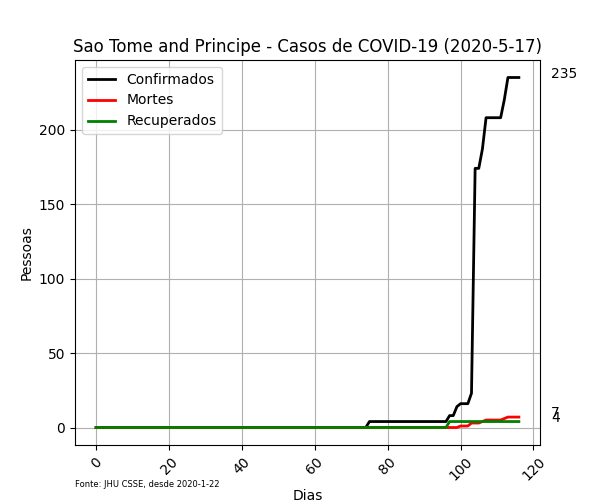 Sao Tome and Principe - Casos de COVID-19 (2020-5-17)
Confirmados
Mortes
Recuperados
235
200
150
100
50
0
7
4
Pessoas
0 20 40 60 80 100 120
Fonte: JHU CSSE, desde 2020-1-22
Dias